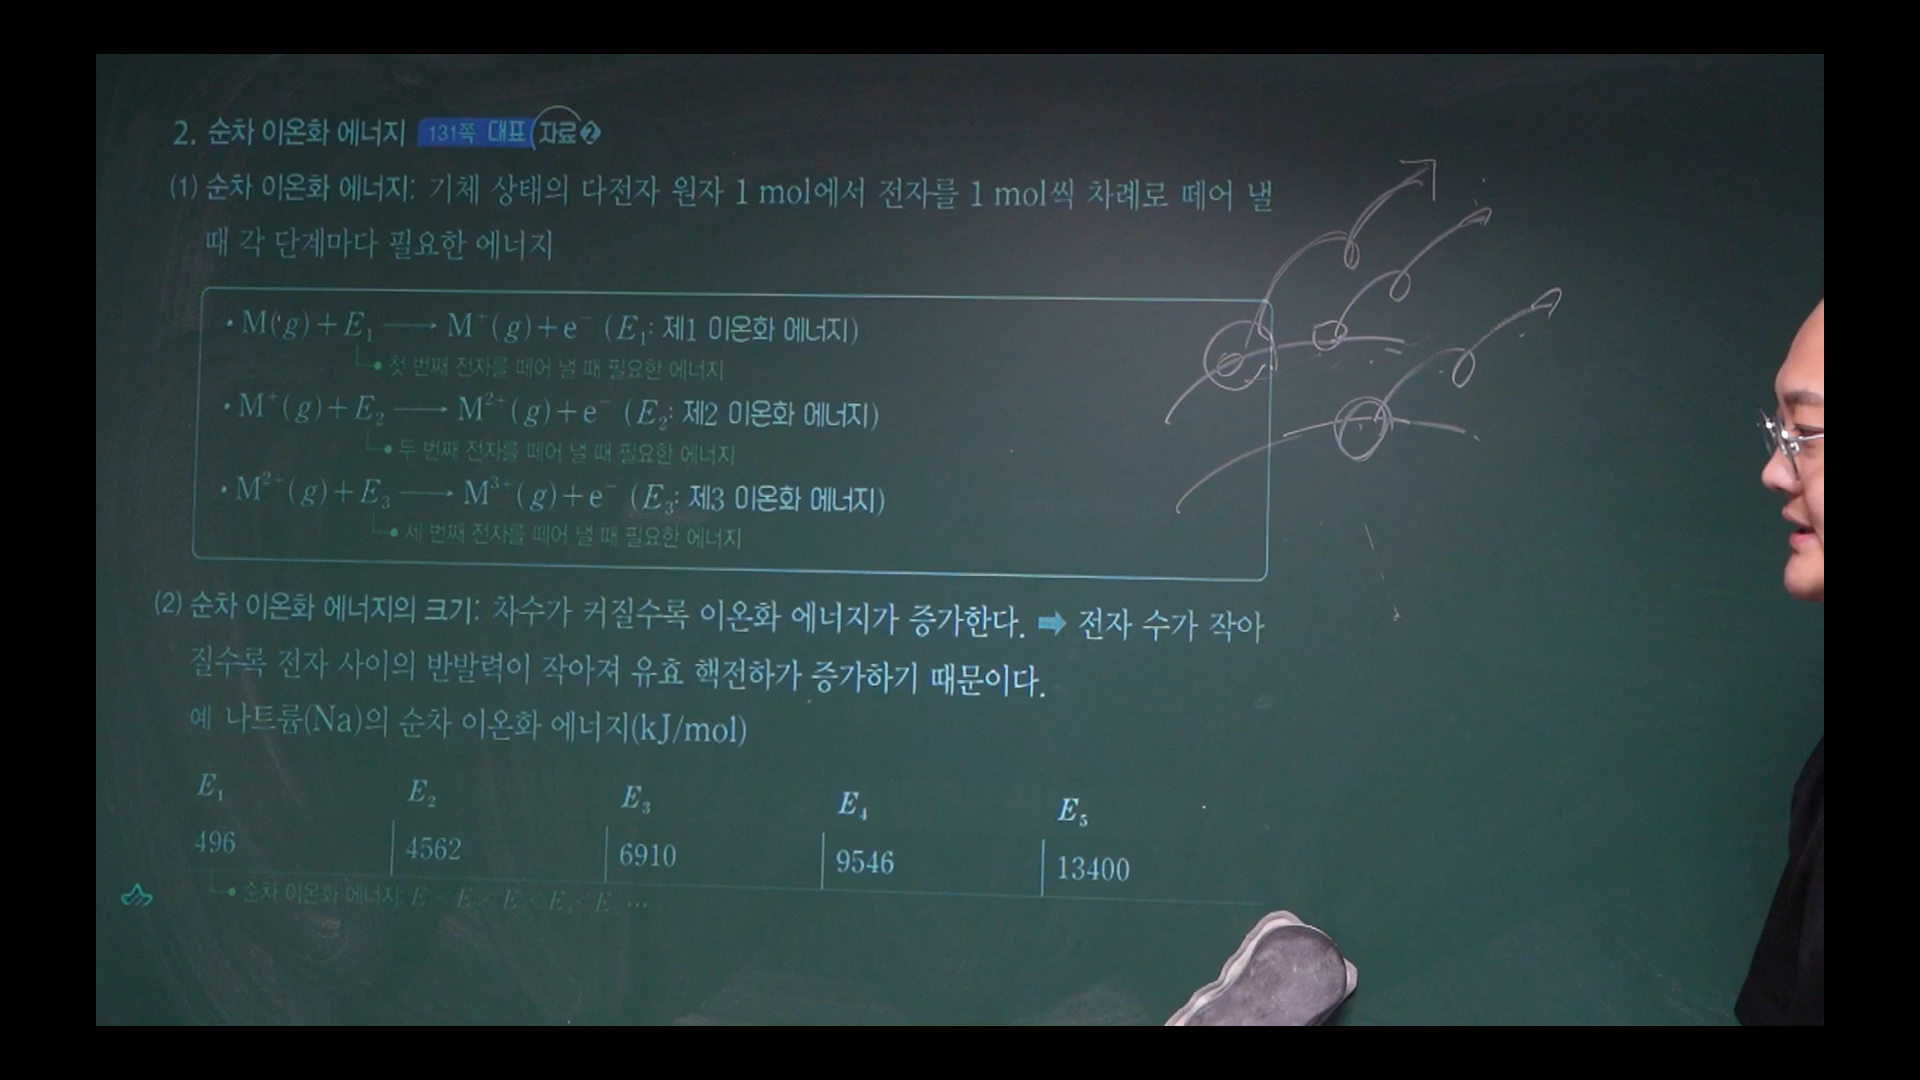 2. 순차 이온화 에너지 131쪽 대표 자료❷
(1) 순차 이온화 에너지: 기체 상태의 다전자 원자 1 mol에서 전자를 1 mol씩 차례로 떼어 낼
때 각 단계마다 필요한 에너지
• M(g)+E₁ ⟶ M⁺(g)+e⁻ (E₁: 제1 이온화 에너지)
• 첫 번째 전자를 떼어 낼 때 필요한 에너지
• M⁺(g)+E₂ ⟶ M²⁺(g)+e⁻ (E₂: 제2 이온화 에너지)
• 두 번째 전자를 떼어 낼 때 필요한 에너지
• M²⁺(g)+E₃ ⟶ M³⁺(g)+e⁻ (E₃: 제3 이온화 에너지)
• 세 번째 전자를 떼어 낼 때 필요한 에너지
(2) 순차 이온화 에너지의 크기: 차수가 커질수록 이온화 에너지가 증가한다. ➡ 전자 수가 작아
질수록 전자 사이의 반발력이 작아져 유효 핵전하가 증가하기 때문이다.
예 나트륨(Na)의 순차 이온화 에너지(kJ/mol)
E₁ E₂ E₃ E₄ E₅
496 4562 6910 9546 13400
• 순차 이온화 에너지: E < E < E < E₄ < E ⋯